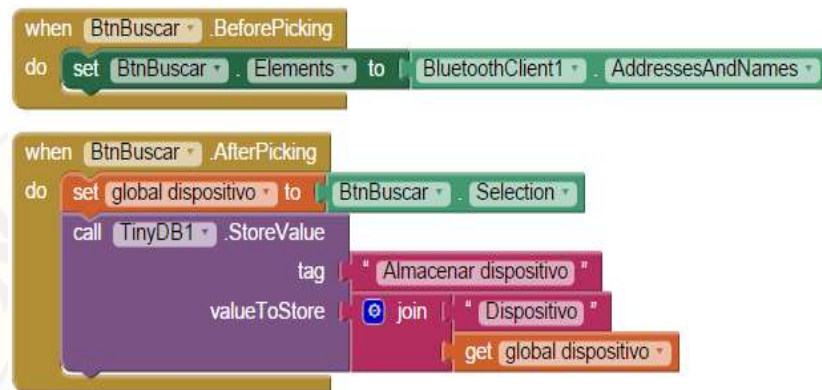 when BtnBuscar .BeforePicking
do set BtnBuscar . Elements to BluetoothClient1 . AddressesAndNames
when BtnBuscar .AfterPicking
do set global dispositivo to BtnBuscar . Selection
call TinyDB1 .StoreValue
tag " Almacenar dispositivo "
valueToStore join " Dispositivo "
get global dispositivo